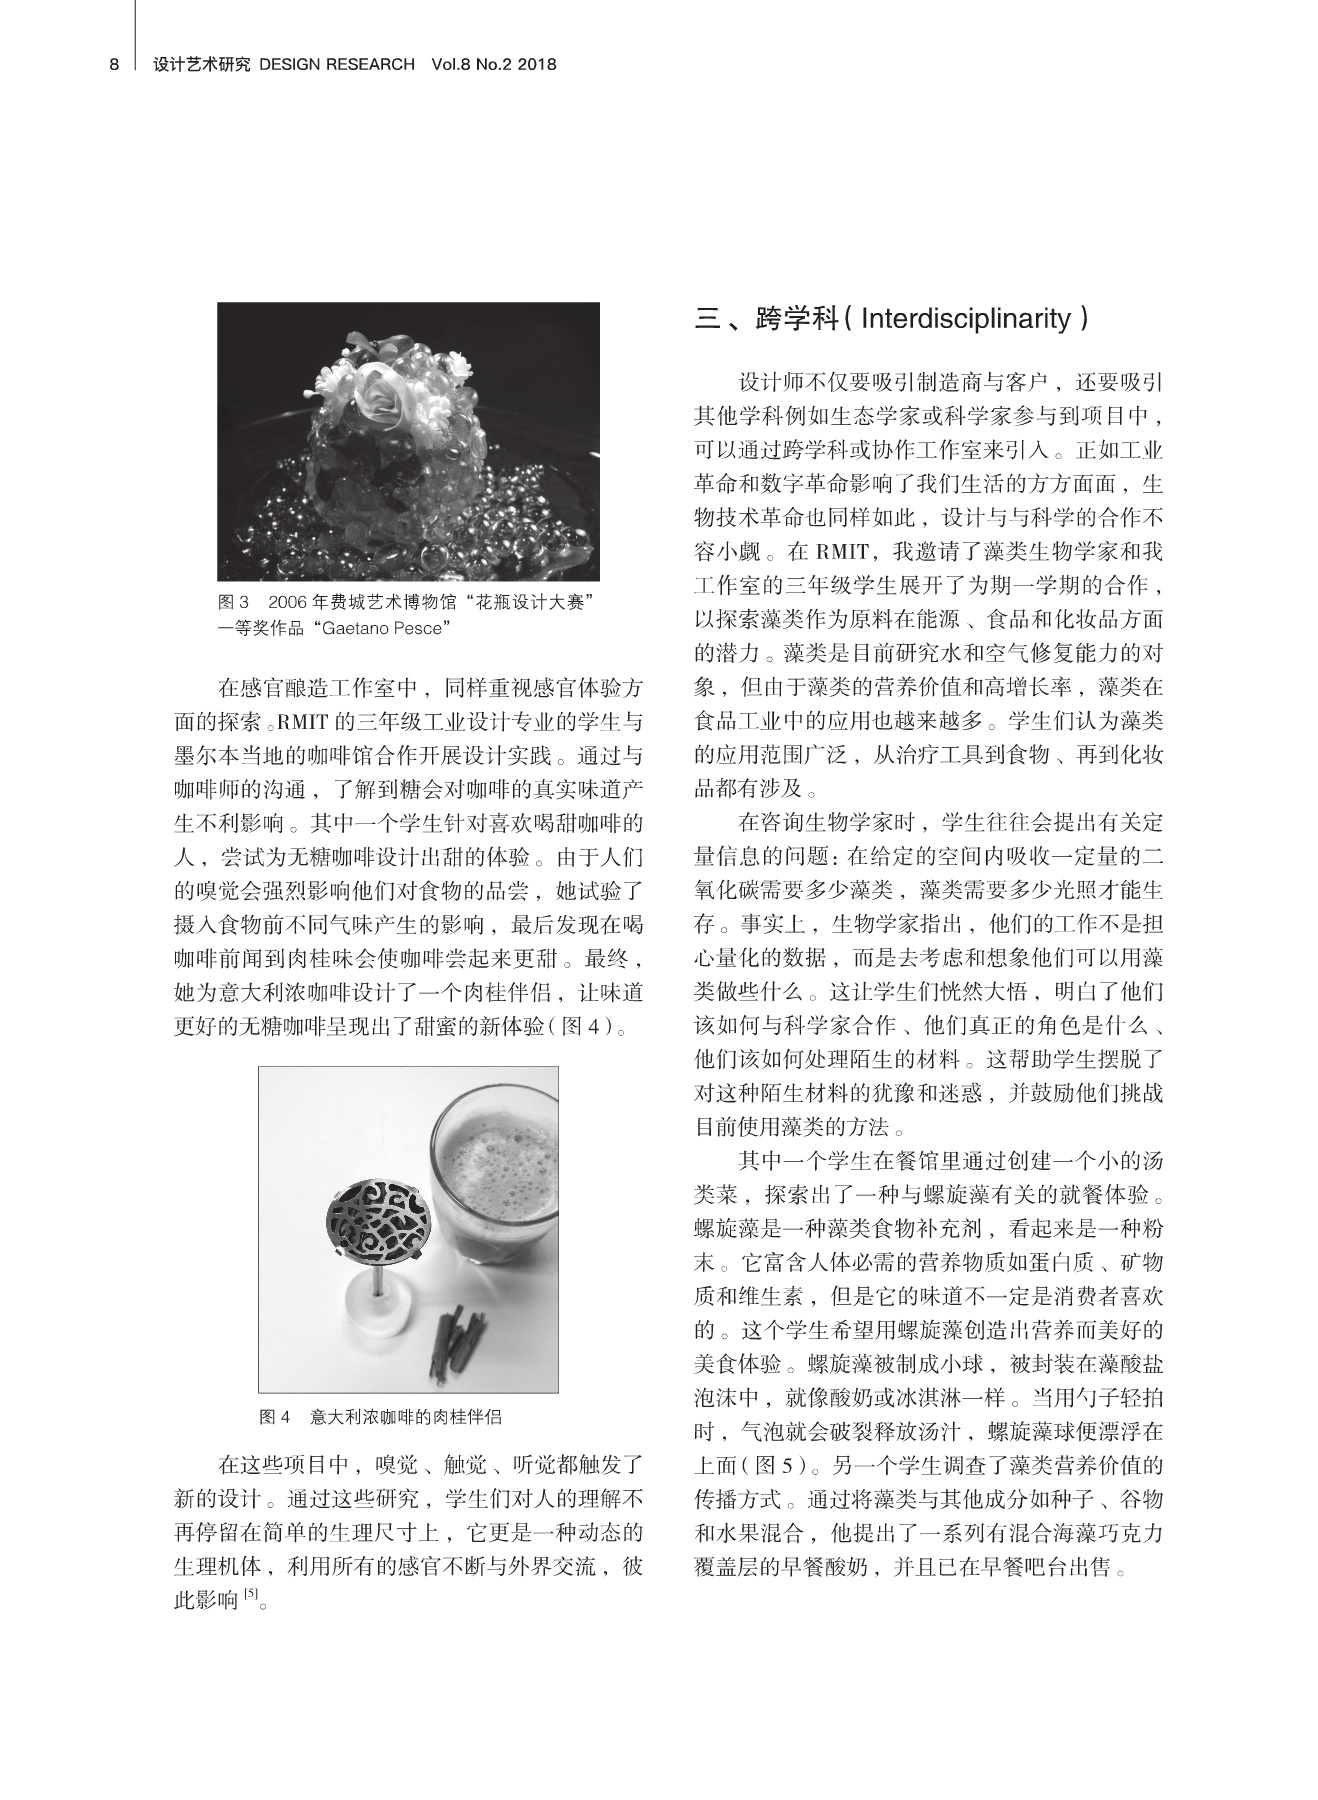 8 设计艺术研究 DESIGN RESEARCH Vol.8 No.2 2018
图 3 2006 年费城艺术博物馆“花瓶设计大赛”
一等奖作品“Gaetano Pesce”
在感官酿造工作室中，同样重视感官体验方
面的探索。RMIT 的三年级工业设计专业的学生与
墨尔本当地的咖啡馆合作开展设计实践。通过与
咖啡师的沟通，了解到糖会对咖啡的真实味道产
生不利影响。其中一个学生针对喜欢喝甜咖啡的
人，尝试为无糖咖啡设计出甜的体验。由于人们
的嗅觉会强烈影响他们对食物的品尝，她试验了
摄入食物前不同气味产生的影响，最后发现在喝
咖啡前闻到肉桂味会使咖啡尝起来更甜。最终，
她为意大利浓咖啡设计了一个肉桂伴侣，让味道
更好的无糖咖啡呈现出了甜蜜的新体验（图 4）。
图 4 意大利浓咖啡的肉桂伴侣
在这些项目中，嗅觉、触觉、听觉都触发了
新的设计。通过这些研究，学生们对人的理解不
再停留在简单的生理尺寸上，它更是一种动态的
生理机体，利用所有的感官不断与外界交流，彼
此影响 [5]。
三、跨学科（Interdisciplinarity）
设计师不仅要吸引制造商与客户，还要吸引
其他学科例如生态学家或科学家参与到项目中，
可以通过跨学科或协作工作室来引入。正如工业
革命和数字革命影响了我们生活的方方面面，生
物技术革命也同样如此，设计与与科学的合作不
容小觑。在 RMIT，我邀请了藻类生物学家和我
工作室的三年级学生展开了为期一学期的合作，
以探索藻类作为原料在能源、食品和化妆品方面
的潜力。藻类是目前研究水和空气修复能力的对
象，但由于藻类的营养价值和高增长率，藻类在
食品工业中的应用也越来越多。学生们认为藻类
的应用范围广泛，从治疗工具到食物、再到化妆
品都有涉及。
在咨询生物学家时，学生往往会提出有关定
量信息的问题：在给定的空间内吸收一定量的二
氧化碳需要多少藻类，藻类需要多少光照才能生
存。事实上，生物学家指出，他们的工作不是担
心量化的数据，而是去考虑和想象他们可以用藻
类做些什么。这让学生们恍然大悟，明白了他们
该如何与科学家合作、他们真正的角色是什么、
他们该如何处理陌生的材料。这帮助学生摆脱了
对这种陌生材料的犹豫和迷惑，并鼓励他们挑战
目前使用藻类的方法。
其中一个学生在餐馆里通过创建一个小的汤
类菜，探索出了一种与螺旋藻有关的就餐体验。
螺旋藻是一种藻类食物补充剂，看起来是一种粉
末。它富含人体必需的营养物质如蛋白质、矿物
质和维生素，但是它的味道不一定是消费者喜欢
的。这个学生希望用螺旋藻创造出营养而美好的
美食体验。螺旋藻被制成小球，被封装在藻酸盐
泡沫中，就像酸奶或冰淇淋一样。当用勺子轻拍
时，气泡就会破裂释放汤汁，螺旋藻球便漂浮在
上面（图 5）。另一个学生调查了藻类营养价值的
传播方式。通过将藻类与其他成分如种子、谷物
和水果混合，他提出了一系列有混合海藻巧克力
覆盖层的早餐酸奶，并且已在早餐吧台出售。